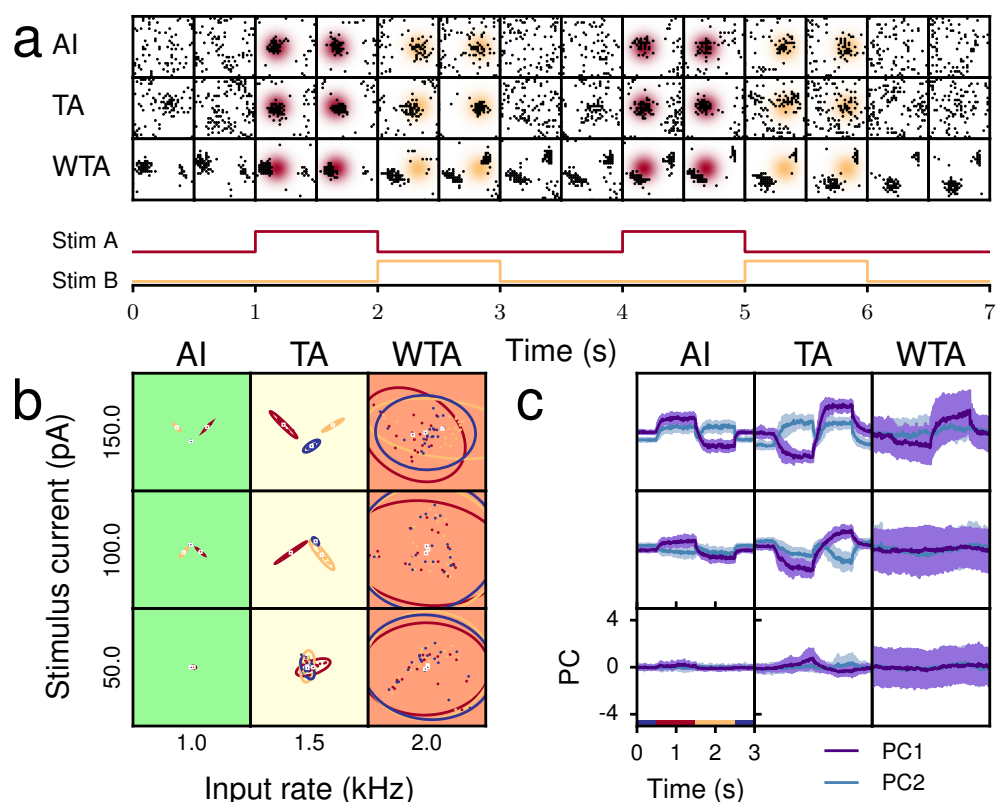 a
AI
TA
WTA
Stim A
Stim B
0 1 2 3 4 5 6 7
Time (s)
b
AI TA WTA
Stimulus current (pA)
150.0
100.0
50.0
1.0 1.5 2.0
Input rate (kHz)
c
AI TA WTA
PC
4
0
-4
0 1 2 3
Time (s)
PC1
PC2